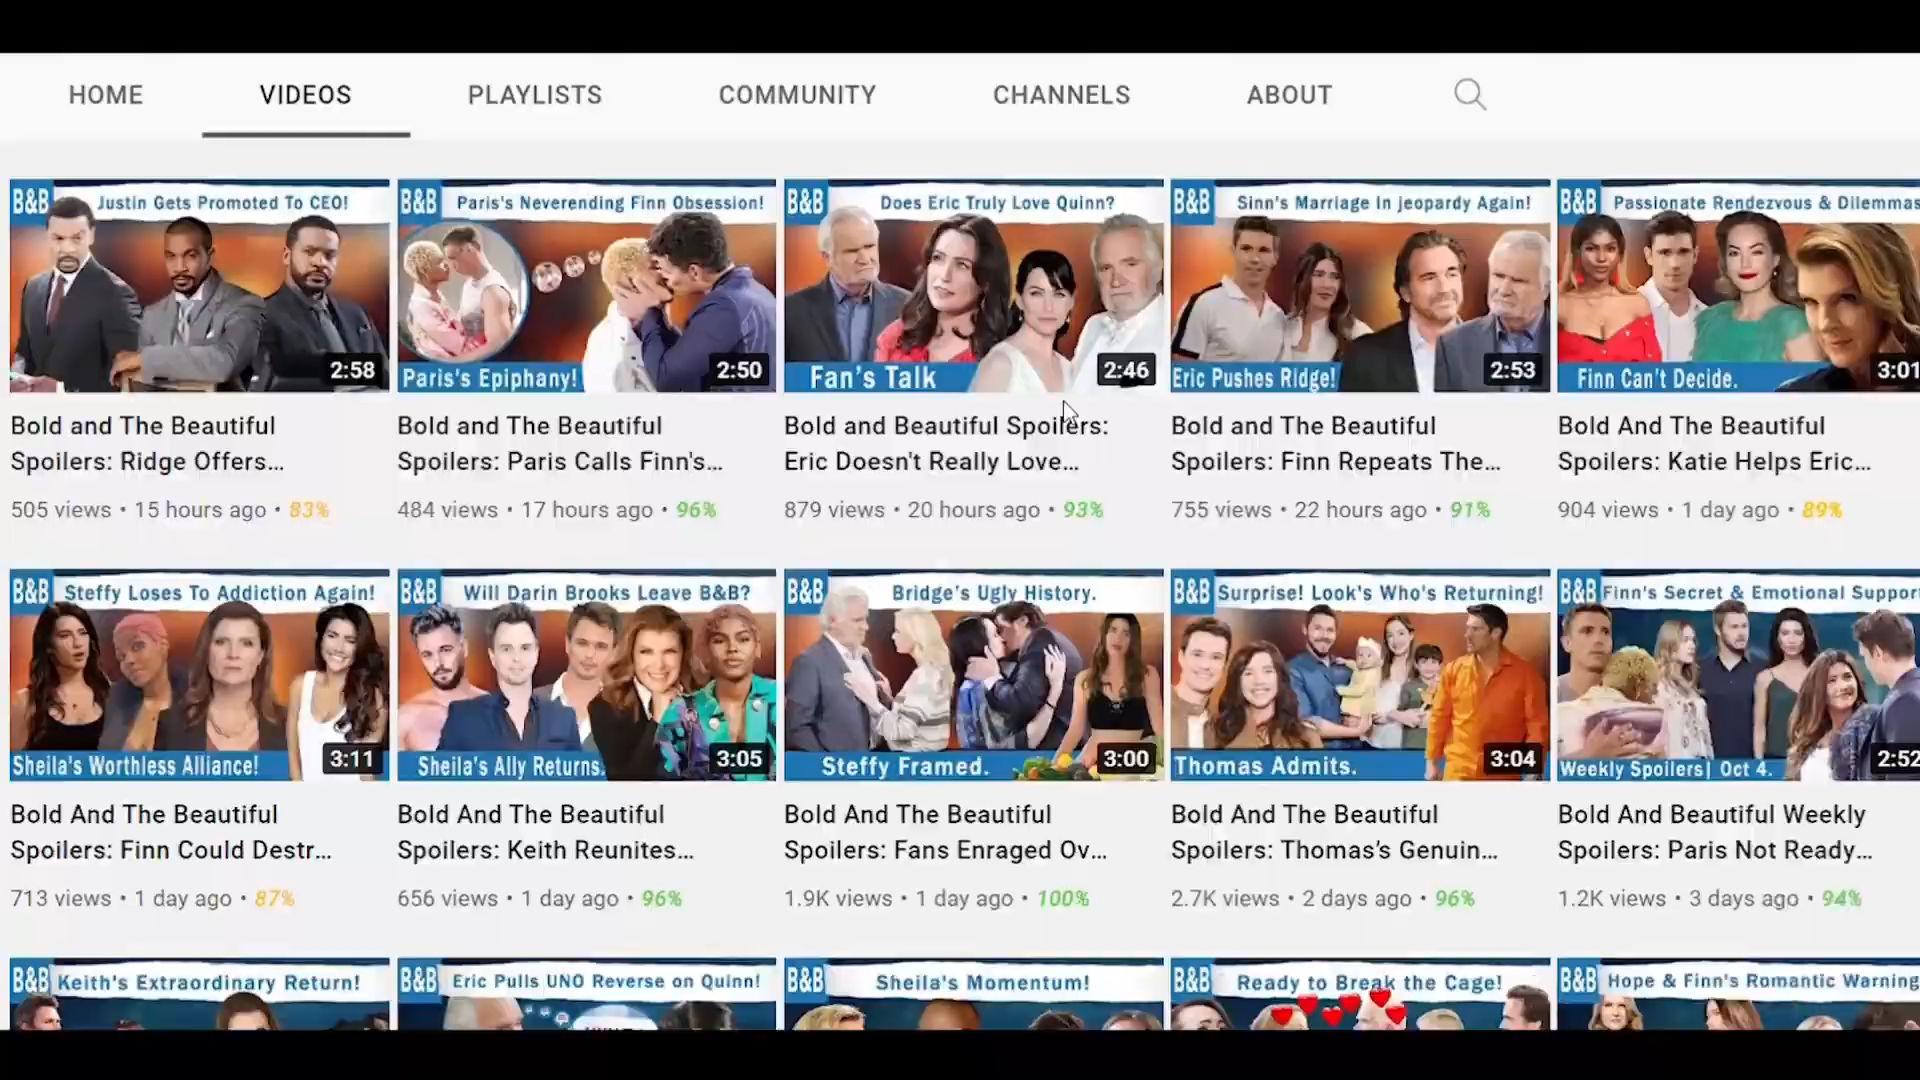 HOME VIDEOS PLAYLISTS COMMUNITY CHANNELS ABOUT
B&B Justin Gets Promoted To CEO!
2:58
Bold and The Beautiful
Spoilers: Ridge Offers...
505 views • 15 hours ago • 83%
B&B Paris's Neverending Finn Obsession!
Paris's Epiphany!
2:50
Bold and The Beautiful
Spoilers: Paris Calls Finn's...
484 views • 17 hours ago • 96%
B&B Does Eric Truly Love Quinn?
Fan's Talk
2:46
Bold and Beautiful Spoilers:
Eric Doesn't Really Love...
879 views • 20 hours ago • 93%
B&B Sinn's Marriage In jeopardy Again!
Eric Pushes Ridge!
2:53
Bold and The Beautiful
Spoilers: Finn Repeats The...
755 views • 22 hours ago • 91%
B&B Passionate Rendezvous & Dilemmas
Finn Can't Decide.
3:01
Bold And The Beautiful
Spoilers: Katie Helps Eric...
904 views • 1 day ago • 89%
B&B Steffy Loses To Addiction Again!
Sheila's Worthless Alliance!
3:11
Bold And The Beautiful
Spoilers: Finn Could Destr...
713 views • 1 day ago • 87%
B&B Will Darin Brooks Leave B&B?
Sheila's Ally Returns.
3:05
Bold And The Beautiful
Spoilers: Keith Reunites...
656 views • 1 day ago • 96%
B&B Bridge's Ugly History.
Steffy Framed.
3:00
Bold And The Beautiful
Spoilers: Fans Enraged Ov...
1.9K views • 1 day ago • 100%
B&B Surprise! Look's Who's Returning!
Thomas Admits.
3:04
Bold And The Beautiful
Spoilers: Thomas's Genuin...
2.7K views • 2 days ago • 96%
B&B Finn's Secret & Emotional Suppor
Weekly Spoilers| Oct 4.
2:52
Bold And Beautiful Weekly
Spoilers: Paris Not Ready...
1.2K views • 3 days ago • 94%
B&B Keith's Extraordinary Return!
B&B Eric Pulls UNO Reverse on Quinn!
B&B Sheila's Momentum!
B&B Ready to Break the Cage!
B&B Hope & Finn's Romantic Warning